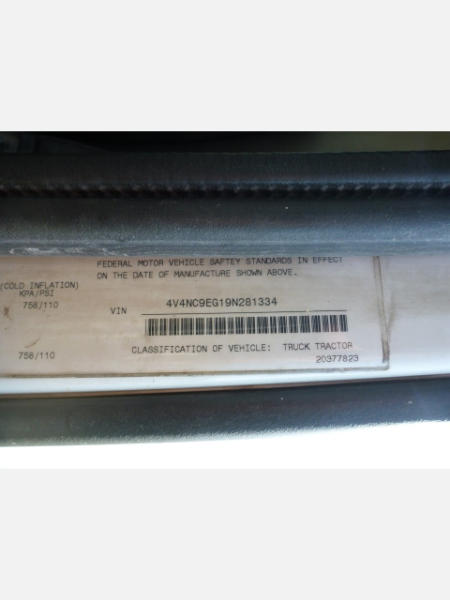 FEDERAL MOTOR VEHICLE SAFTEY STANDARDS IN EFFECT
ON THE DATE OF MANUFACTURE SHOWN ABOVE.
(COLD INFLATION)
KPA/PSI
758/110
VIN 4V4NC9EG19N281334
758/110
CLASSIFICATION OF VEHICLE: TRUCK TRACTOR
20377823